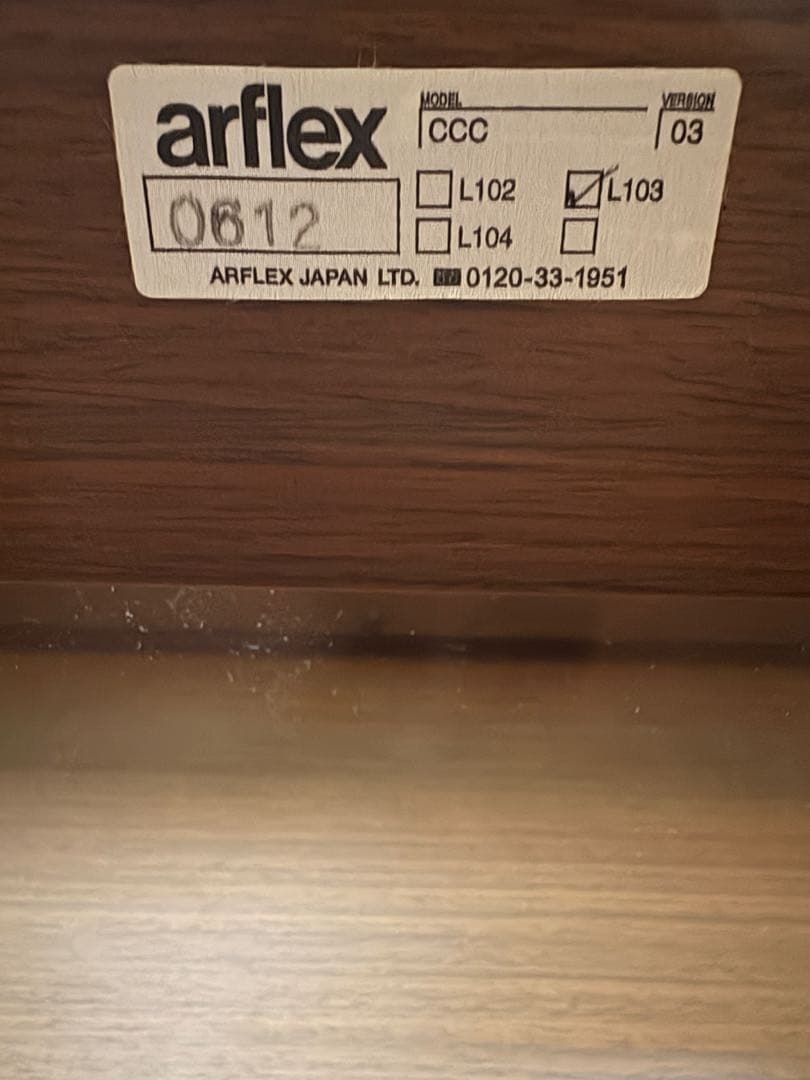 arflex
MODEL VERSION
CCC 03
L102 L103
0612
L104
ARFLEX JAPAN LTD. 0120-33-1951